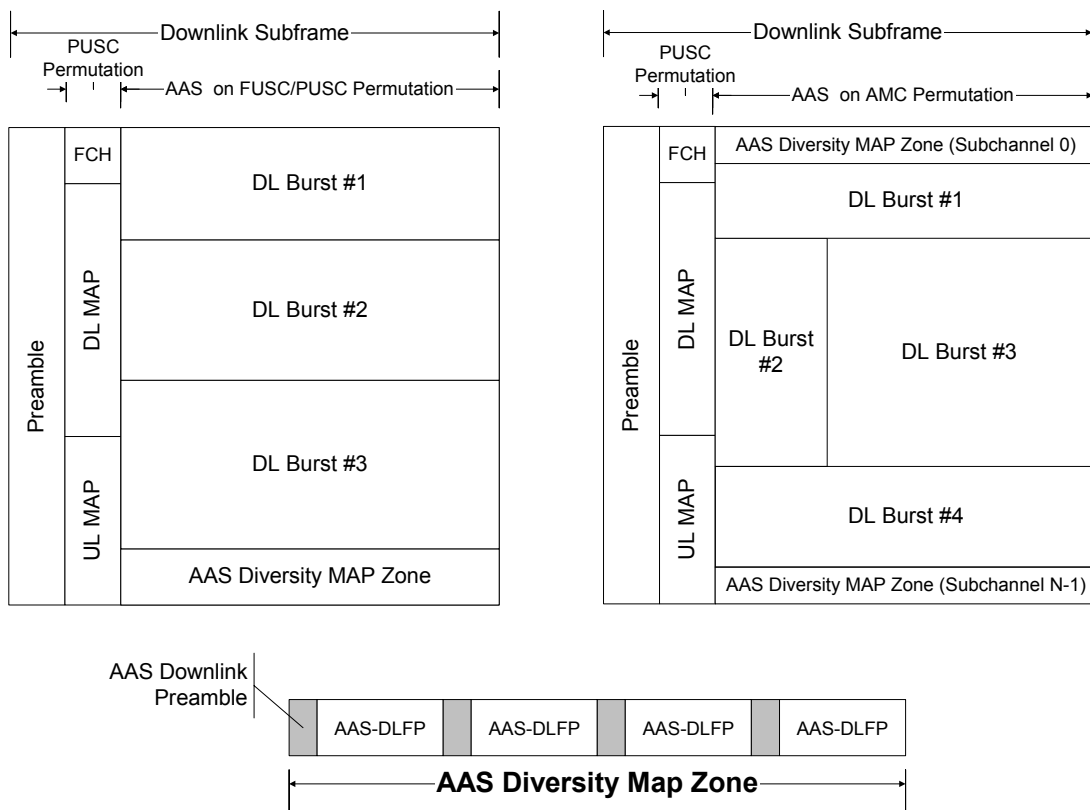 Downlink Subframe
PUSC
Permutation
AAS on FUSC/PUSC Permutation
Preamble
FCH
DL MAP
UL MAP
DL Burst #1
DL Burst #2
DL Burst #3
AAS Diversity MAP Zone
Downlink Subframe
PUSC
Permutation
AAS on AMC Permutation
Preamble
FCH
DL MAP
UL MAP
AAS Diversity MAP Zone (Subchannel 0)
DL Burst #1
DL Burst
#2
DL Burst #3
DL Burst #4
AAS Diversity MAP Zone (Subchannel N-1)
AAS Downlink
Preamble
AAS-DLFP
AAS-DLFP
AAS-DLFP
AAS-DLFP
AAS Diversity Map Zone